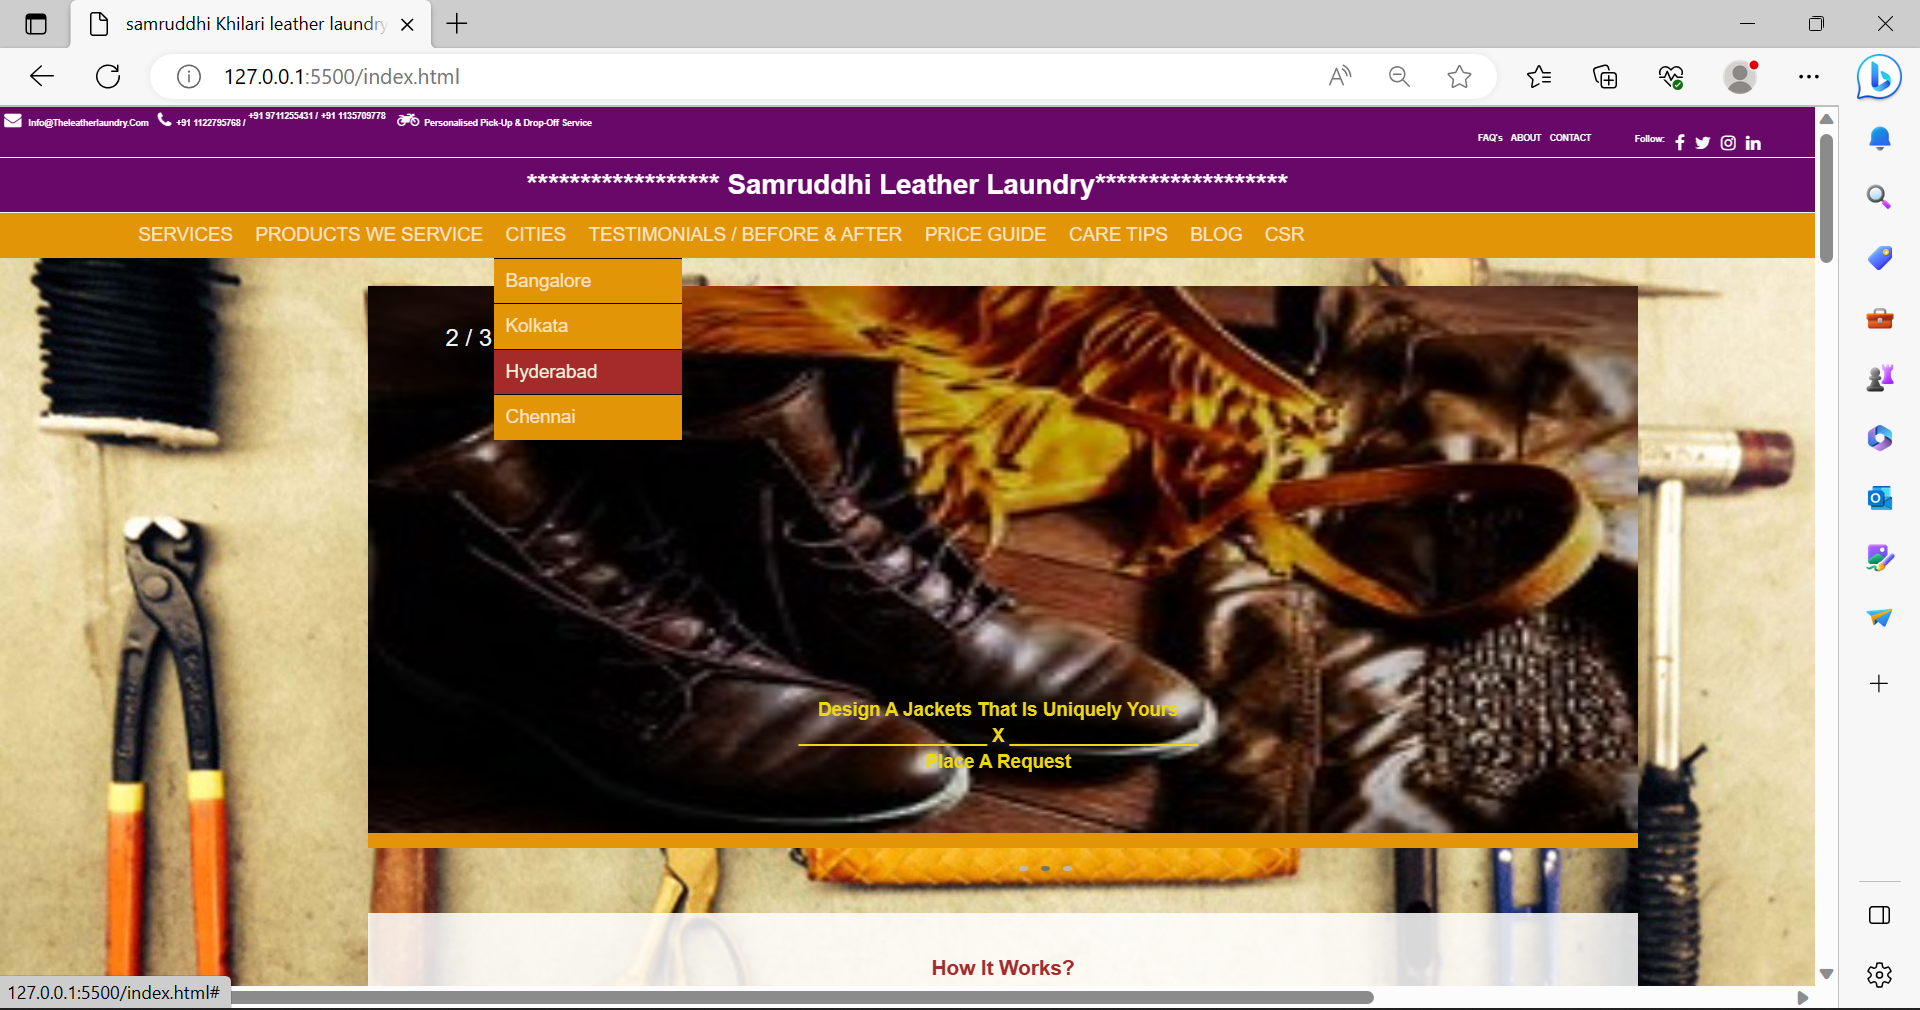 samruddhi Khilari leather laundry
127.0.0.1:5500/index.html
Info@Theleatherlaundry.Com +91 1122795768 / +91 9711255431 / +91 1135709778 Personalised Pick-Up & Drop-Off Service
FAQ's ABOUT CONTACT Follow:
****************** Samruddhi Leather Laundry******************
SERVICES PRODUCTS WE SERVICE CITIES TESTIMONIALS / BEFORE & AFTER PRICE GUIDE CARE TIPS BLOG CSR
Bangalore
Kolkata
2 / 3
Hyderabad
Chennai
Design A Jackets That Is Uniquely Yours
X
Place A Request
How It Works?
127.0.0.1:5500/index.html#